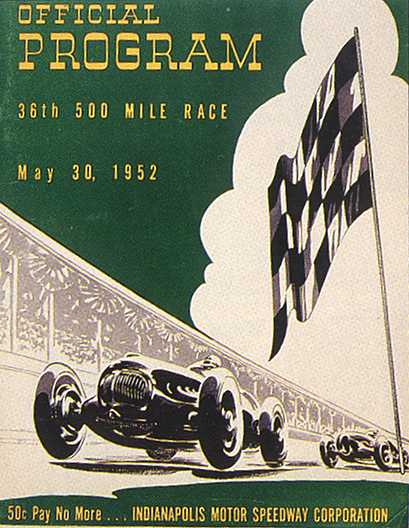 OFFICIAL
PROGRAM
36th 500 MILE RACE
May 30, 1952
50c Pay No More . . . INDIANAPOLIS MOTOR SPEEDWAY CORPORATION